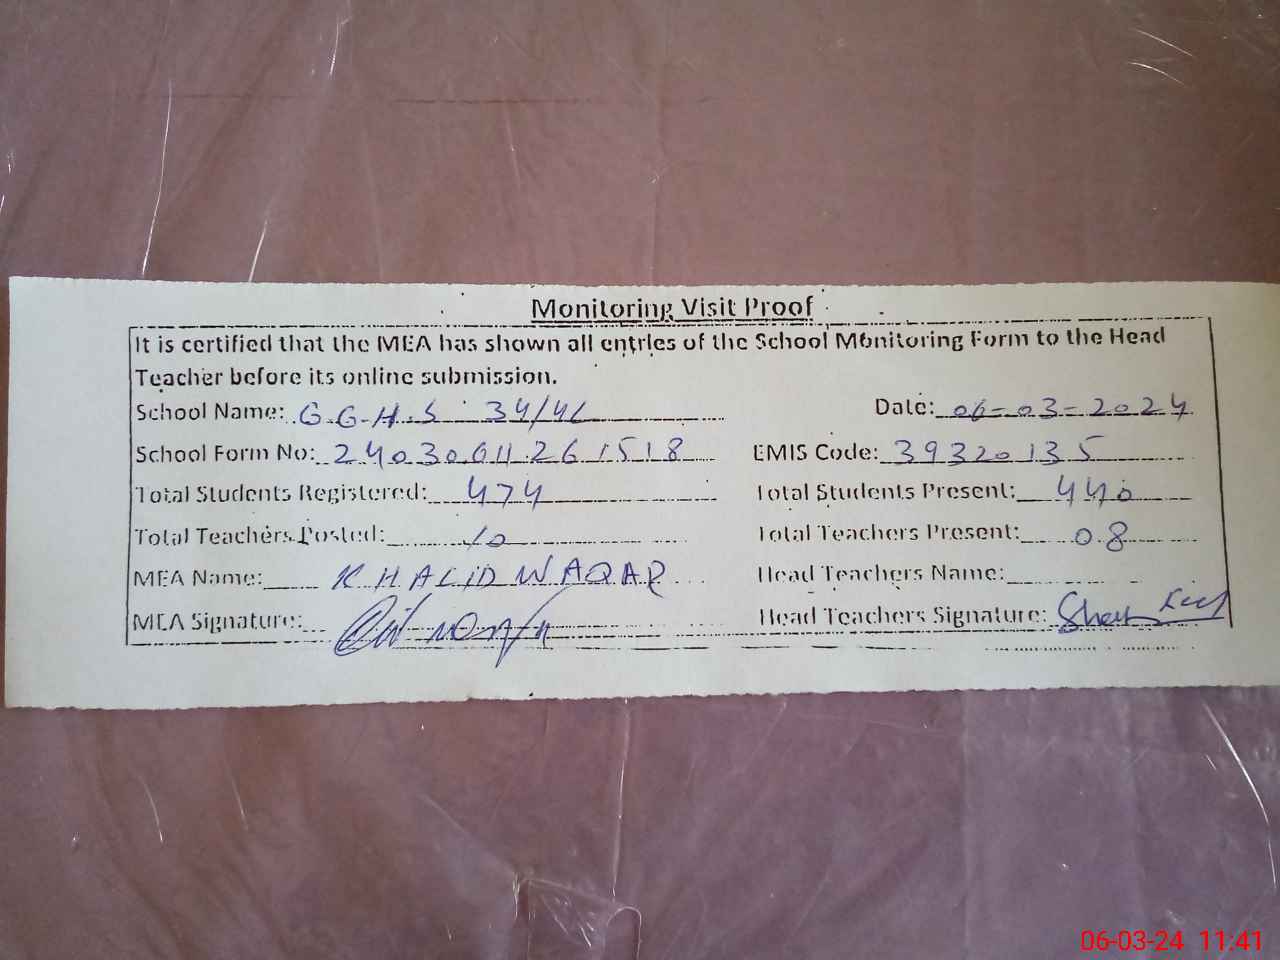 Monitoring Visit Proof
It is certified that the MEA has shown all entries of the School Monitoring Form to the Head
Teacher before its online submission.
School Name: G.G.H.S 34/4L Date: 06-03-2024
School Form No: 24030611261518 EMIS Code: 39320135
Total Students Registered: 474 Total Students Present: 440
Total Teachers Posted: 10 Total Teachers Present: 08
MEA Name: KHALID WAQAR Head Teachers Name:
MEA Signature: Head Teachers Signature:
06-03-24 11:41